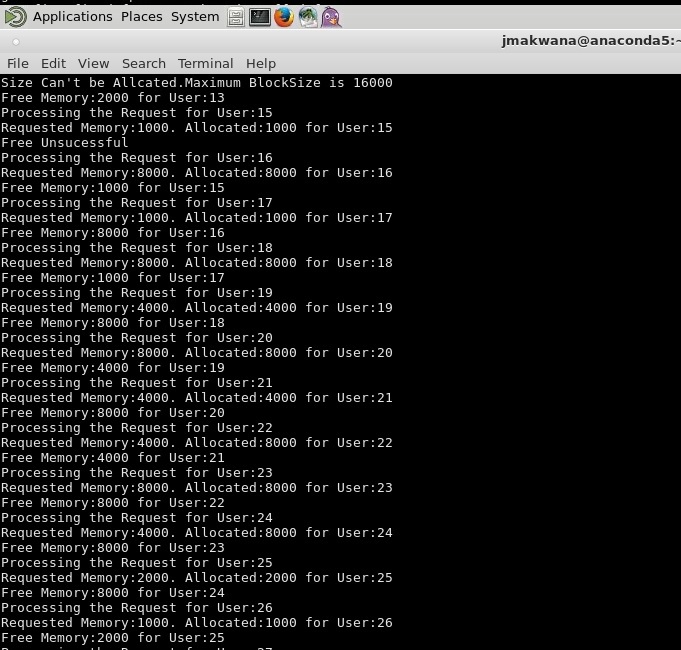 Applications Places System
jmakwana@anaconda5:~
File Edit View Search Terminal Help
Size Can't be Allcated.Maximum BlockSize is 16000
Free Memory:2000 for User:13
Processing the Request for User:15
Requested Memory:1000. Allocated:1000 for User:15
Free Unsucessful
Processing the Request for User:16
Requested Memory:8000. Allocated:8000 for User:16
Free Memory:1000 for User:15
Processing the Request for User:17
Requested Memory:1000. Allocated:1000 for User:17
Free Memory:8000 for User:16
Processing the Request for User:18
Requested Memory:8000. Allocated:8000 for User:18
Free Memory:1000 for User:17
Processing the Request for User:19
Requested Memory:4000. Allocated:4000 for User:19
Free Memory:8000 for User:18
Processing the Request for User:20
Requested Memory:8000. Allocated:8000 for User:20
Free Memory:4000 for User:19
Processing the Request for User:21
Requested Memory:4000. Allocated:4000 for User:21
Free Memory:8000 for User:20
Processing the Request for User:22
Requested Memory:4000. Allocated:8000 for User:22
Free Memory:4000 for User:21
Processing the Request for User:23
Requested Memory:8000. Allocated:8000 for User:23
Free Memory:8000 for User:22
Processing the Request for User:24
Requested Memory:4000. Allocated:8000 for User:24
Free Memory:8000 for User:23
Processing the Request for User:25
Requested Memory:2000. Allocated:2000 for User:25
Free Memory:8000 for User:24
Processing the Request for User:26
Requested Memory:1000. Allocated:1000 for User:26
Free Memory:2000 for User:25